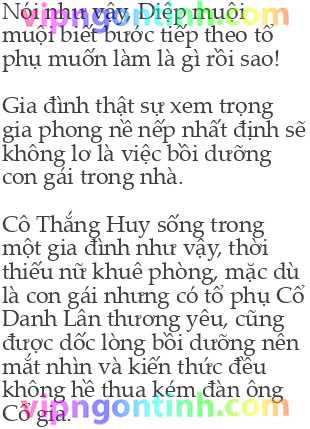 Nói như vậy, Diệp muội
muội biết bước tiếp theo tổ
phụ muốn làm là gì rồi sao!
Gia đình thật sự xem trọng
gia phong nề nếp nhất định sẽ
không lơ là việc bồi dưỡng
con gái trong nhà.
Cô Thắng Huy sống trong
một gia đình như vậy, thời
thiếu nữ khuê phòng, mặc dù
là con gái nhưng có tổ phụ Cổ
Danh Lân thương yêu, cũng
được dốc lòng bồi dưỡng nên
mắt nhìn và kiến thức đều
không hề thua kém đàn ông
Cổ gia.
vipngontinh.com
vipngontinh.com